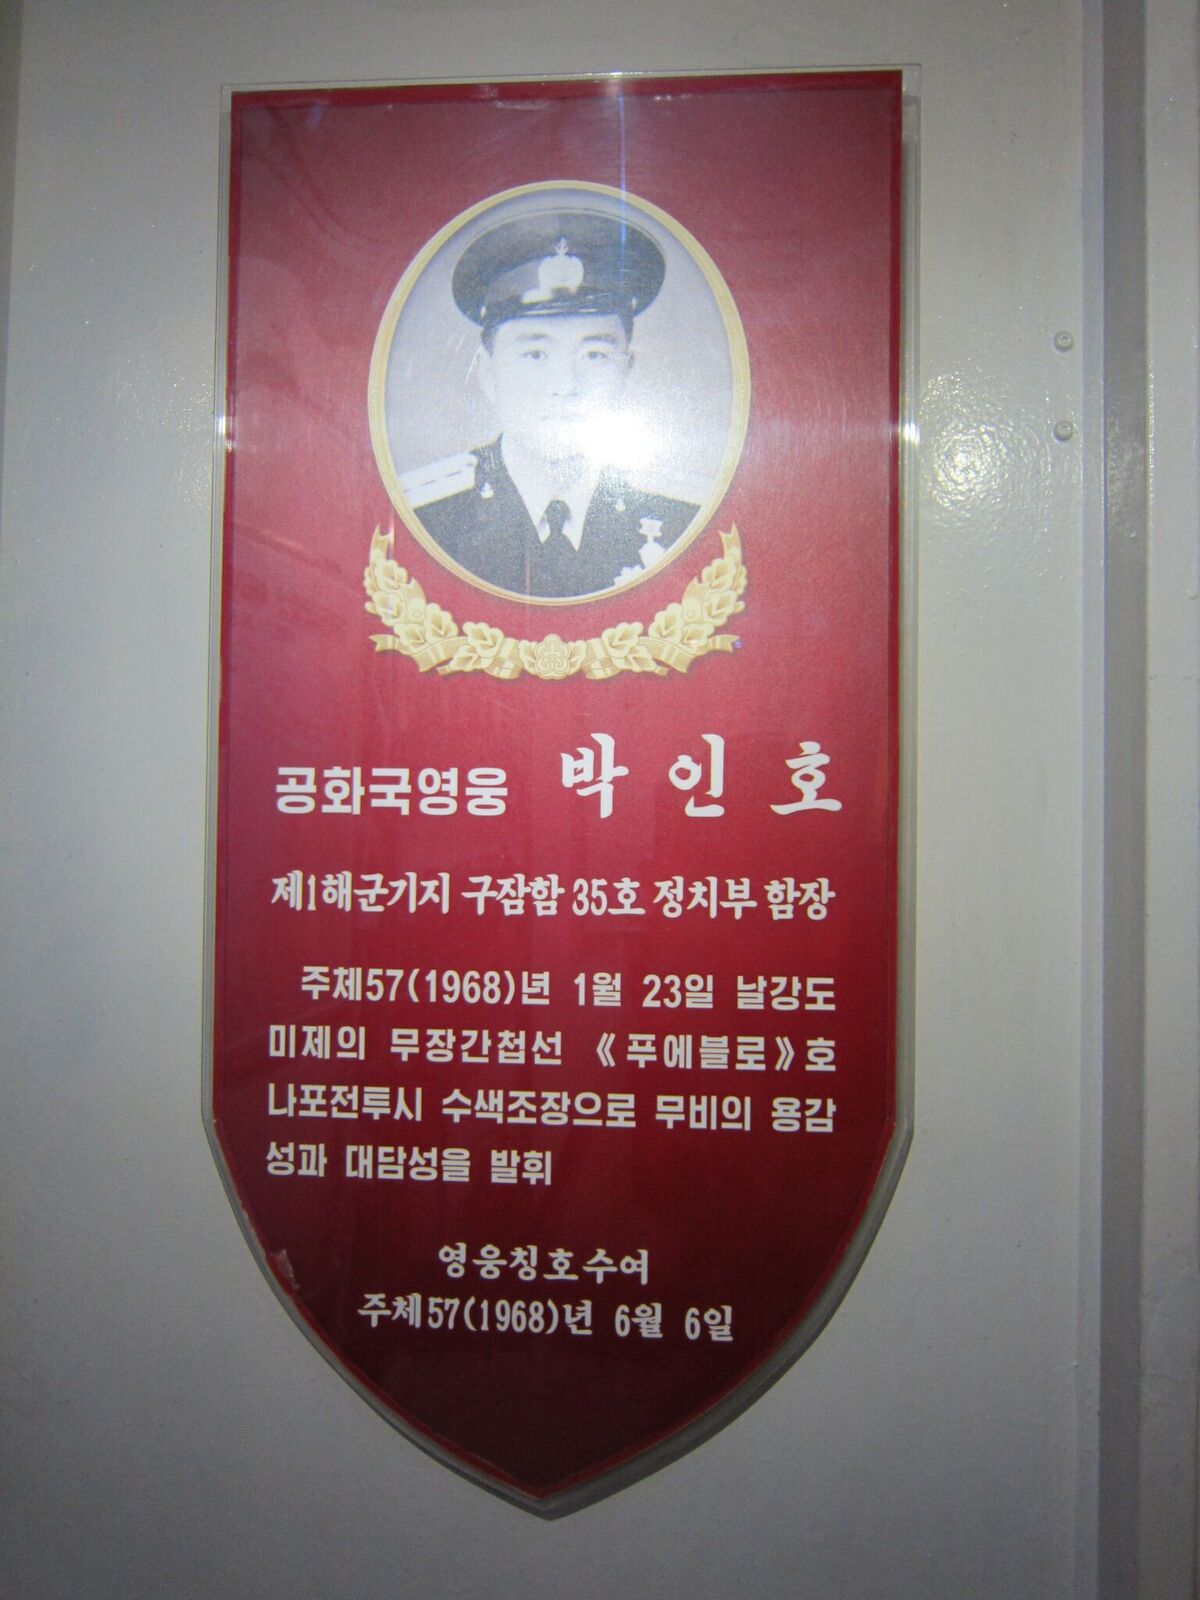 공화국영웅 박인호
제1해군기지 구잠함 35호 정치부 함장
주체57(1968)년 1월 23일 날강도
미제의 무장간첩선 《푸에블로》호
나포전투시 수색조장으로 무비의 용감
성과 대담성을 발휘
영웅칭호수여
주체57(1968)년 6월 6일